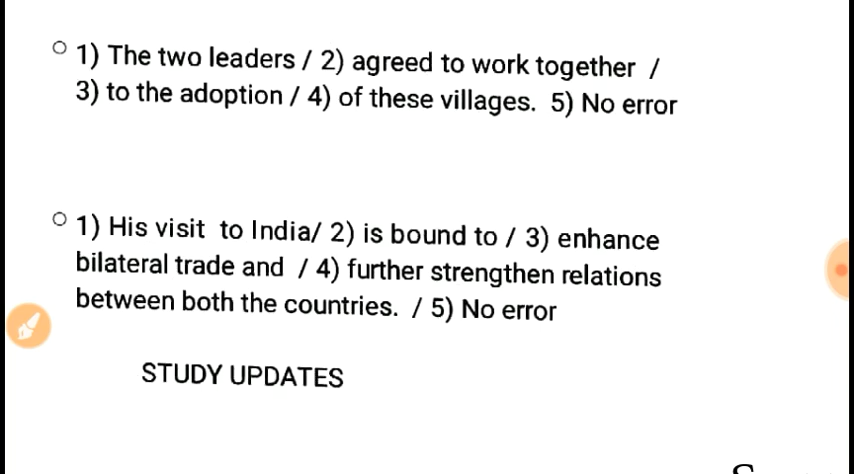 1) The two leaders / 2) agreed to work together /
3) to the adoption / 4) of these villages. 5) No error
1) His visit to India/ 2) is bound to / 3) enhance
bilateral trade and / 4) further strengthen relations
between both the countries. / 5) No error
STUDY UPDATES